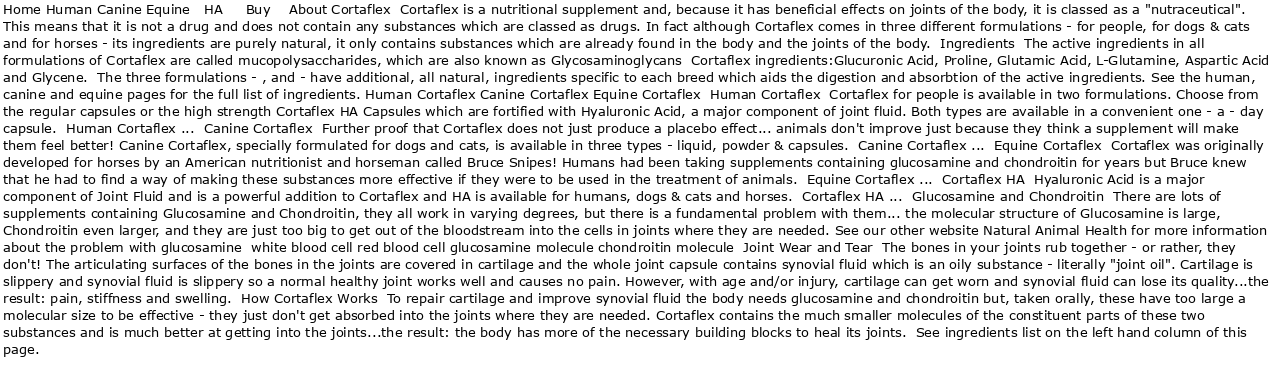 Home Human Canine Equine   HA     Buy    About Cortaflex  Cortaflex is a nutritional supplement and, because it has beneficial effects on joints of the body, it is classed as a "nutraceutical".
This means that it is not a drug and does not contain any substances which are classed as drugs. In fact although Cortaflex comes in three different formulations - for people, for dogs & cats
and for horses - its ingredients are purely natural, it only contains substances which are already found in the body and the joints of the body.  Ingredients  The active ingredients in all
formulations of Cortaflex are called mucopolysaccharides, which are also known as Glycosaminoglycans  Cortaflex ingredients:Glucuronic Acid, Proline, Glutamic Acid, L-Glutamine, Aspartic Acid
and Glycene.  The three formulations - , and - have additional, all natural, ingredients specific to each breed which aids the digestion and absorbtion of the active ingredients. See the human,
canine and equine pages for the full list of ingredients. Human Cortaflex Canine Cortaflex Equine Cortaflex  Human Cortaflex  Cortaflex for people is available in two formulations. Choose from
the regular capsules or the high strength Cortaflex HA Capsules which are fortified with Hyaluronic Acid, a major component of joint fluid. Both types are available in a convenient one - a - day
capsule.  Human Cortaflex ...  Canine Cortaflex  Further proof that Cortaflex does not just produce a placebo effect... animals don't improve just because they think a supplement will make
them feel better! Canine Cortaflex, specially formulated for dogs and cats, is available in three types - liquid, powder & capsules.  Canine Cortaflex ...  Equine Cortaflex  Cortaflex was originally
developed for horses by an American nutritionist and horseman called Bruce Snipes! Humans had been taking supplements containing glucosamine and chondroitin for years but Bruce knew
that he had to find a way of making these substances more effective if they were to be used in the treatment of animals.  Equine Cortaflex ...  Cortaflex HA  Hyaluronic Acid is a major
component of Joint Fluid and is a powerful addition to Cortaflex and HA is available for humans, dogs & cats and horses.  Cortaflex HA ...  Glucosamine and Chondroitin  There are lots of
supplements containing Glucosamine and Chondroitin, they all work in varying degrees, but there is a fundamental problem with them... the molecular structure of Glucosamine is large,
Chondroitin even larger, and they are just too big to get out of the bloodstream into the cells in joints where they are needed. See our other website Natural Animal Health for more information
about the problem with glucosamine  white blood cell red blood cell glucosamine molecule chondroitin molecule  Joint Wear and Tear  The bones in your joints rub together - or rather, they
don't! The articulating surfaces of the bones in the joints are covered in cartilage and the whole joint capsule contains synovial fluid which is an oily substance - literally "joint oil". Cartilage is
slippery and synovial fluid is slippery so a normal healthy joint works well and causes no pain. However, with age and/or injury, cartilage can get worn and synovial fluid can lose its quality...the
result: pain, stiffness and swelling.  How Cortaflex Works  To repair cartilage and improve synovial fluid the body needs glucosamine and chondroitin but, taken orally, these have too large a
molecular size to be effective - they just don't get absorbed into the joints where they are needed. Cortaflex contains the much smaller molecules of the constituent parts of these two
substances and is much better at getting into the joints...the result: the body has more of the necessary building blocks to heal its joints.  See ingredients list on the left hand column of this
page.